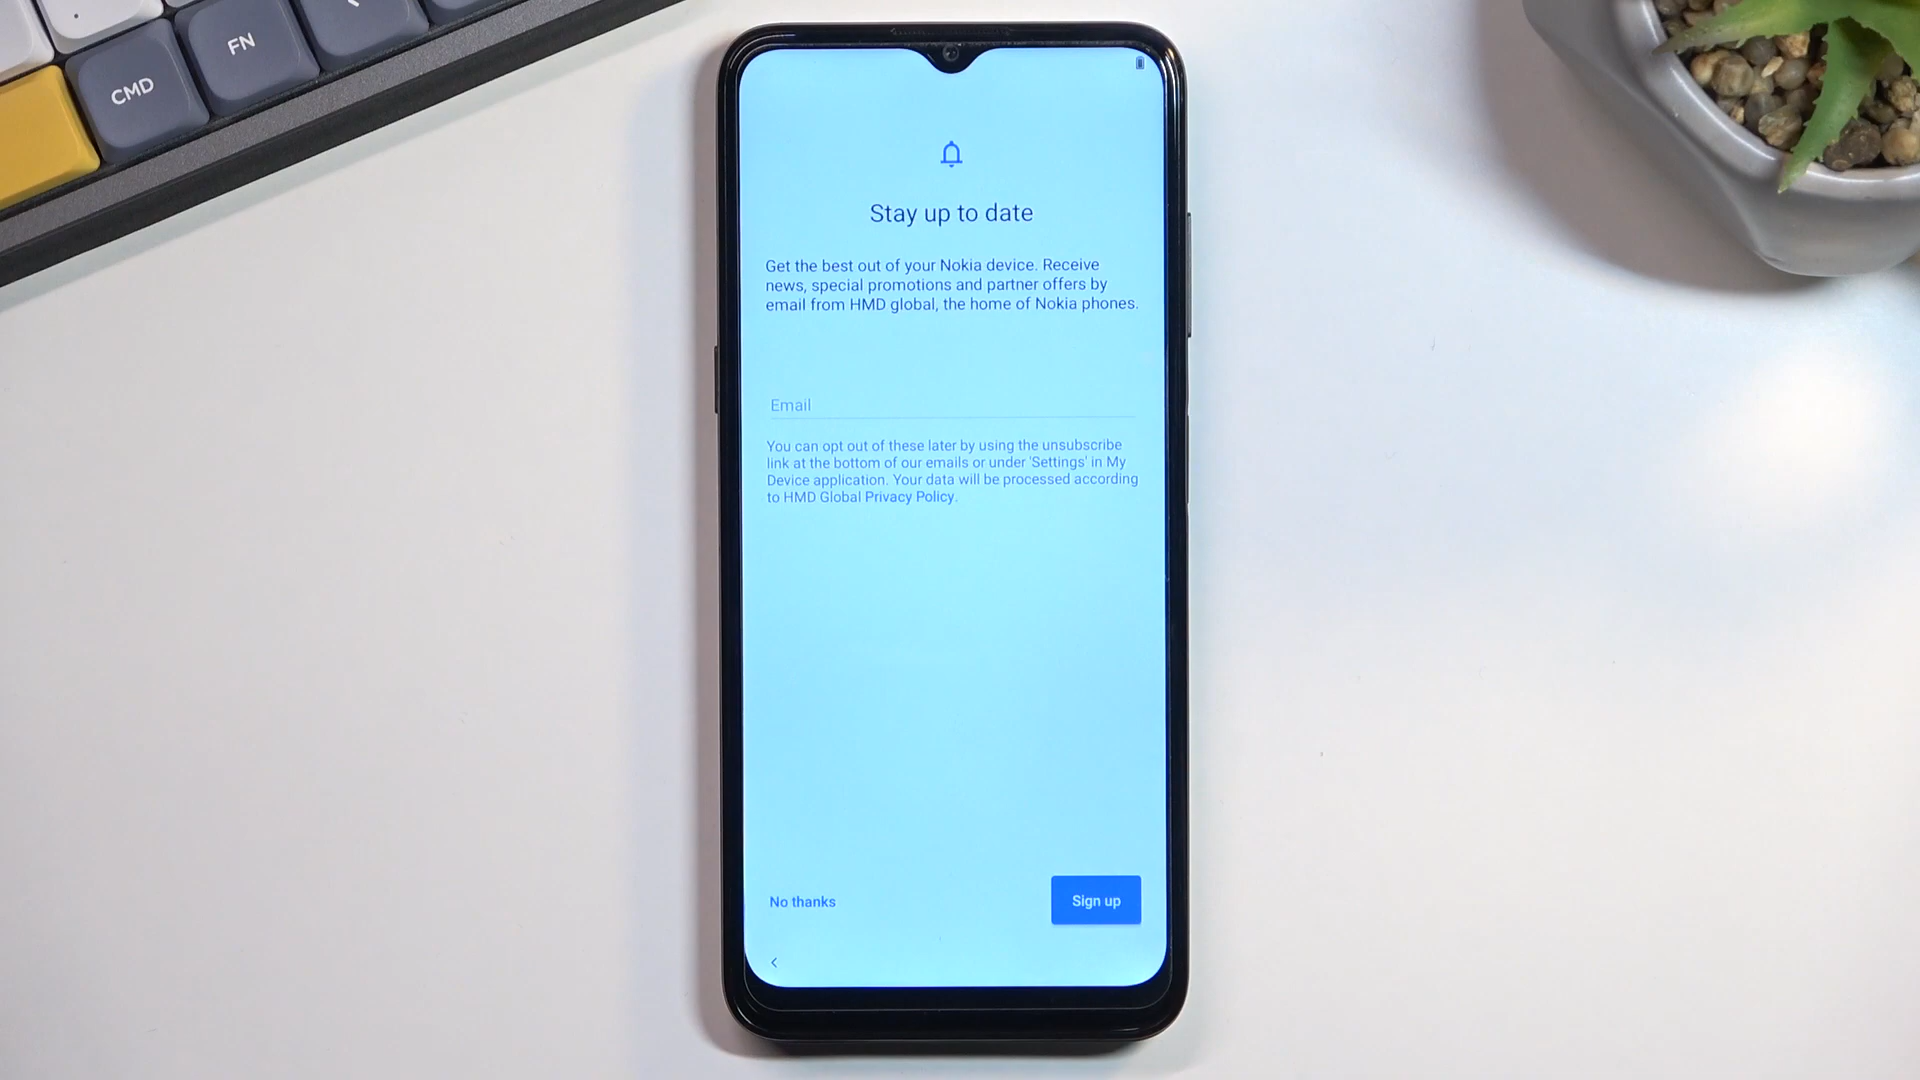 CMD
FN
Stay up to date
Get the best out of your Nokia device. Receive
news, special promotions and partner offers by
email from HMD global, the home of Nokia phones.
Email
You can opt out of these later by using the unsubscribe
link at the bottom of our emails or under 'Settings' in My
Device application. Your data will be processed according
to HMD Global Privacy Policy.
No thanks
Sign up